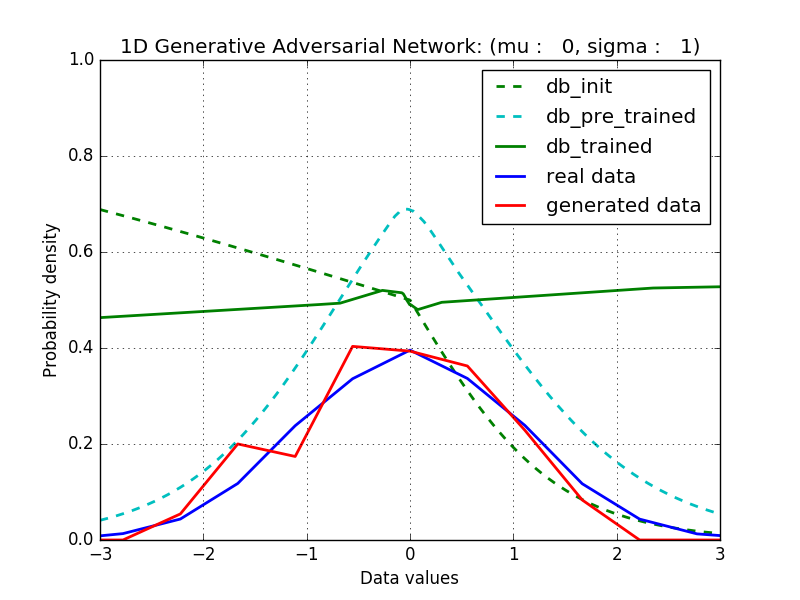 1D Generative Adversarial Network: (mu :   0, sigma :   1)
1.0
0.8
0.6
0.4
0.2
0.0
Probability density
db_init
db_pre_trained
db_trained
real data
generated data
−3 −2 −1 0 1 2 3
Data values